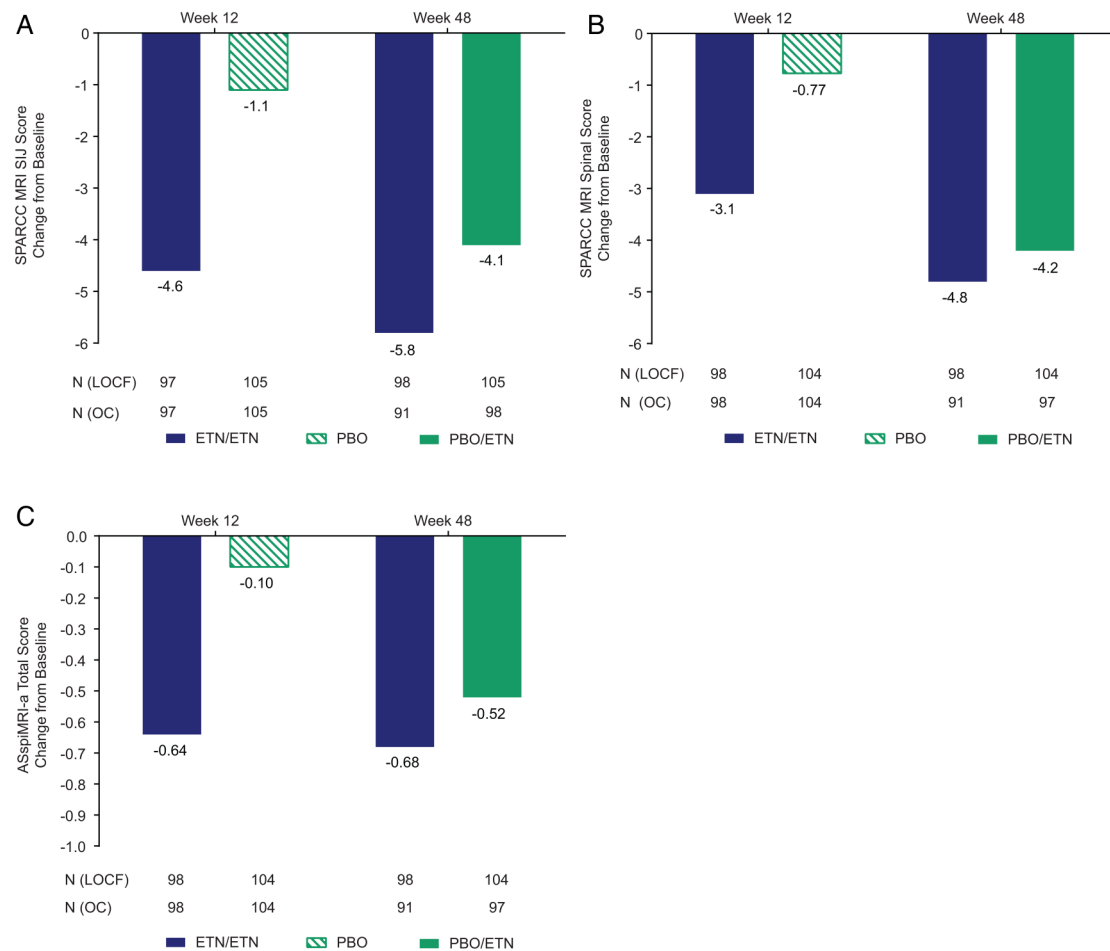 A
Week 12 Week 48
SPARCC MRI SIJ Score
Change from Baseline
0
-1
-2
-3
-4
-5
-6
-4.6 -1.1 -5.8 -4.1
N (LOCF) 97 105 98 105
N (OC) 97 105 91 98
ETN/ETN PBO PBO/ETN
B
Week 12 Week 48
SPARCC MRI Spinal Score
Change from Baseline
0
-1
-2
-3
-4
-5
-6
-3.1 -0.77 -4.8 -4.2
N (LOCF) 98 104 98 104
N (OC) 98 104 91 97
ETN/ETN PBO PBO/ETN
C
Week 12 Week 48
ASspiMRI-a Total Score
Change from Baseline
0.0
-0.1
-0.2
-0.3
-0.4
-0.5
-0.6
-0.7
-0.8
-0.9
-1.0
-0.64 -0.10 -0.68 -0.52
N (LOCF) 98 104 98 104
N (OC) 98 104 91 97
ETN/ETN PBO PBO/ETN